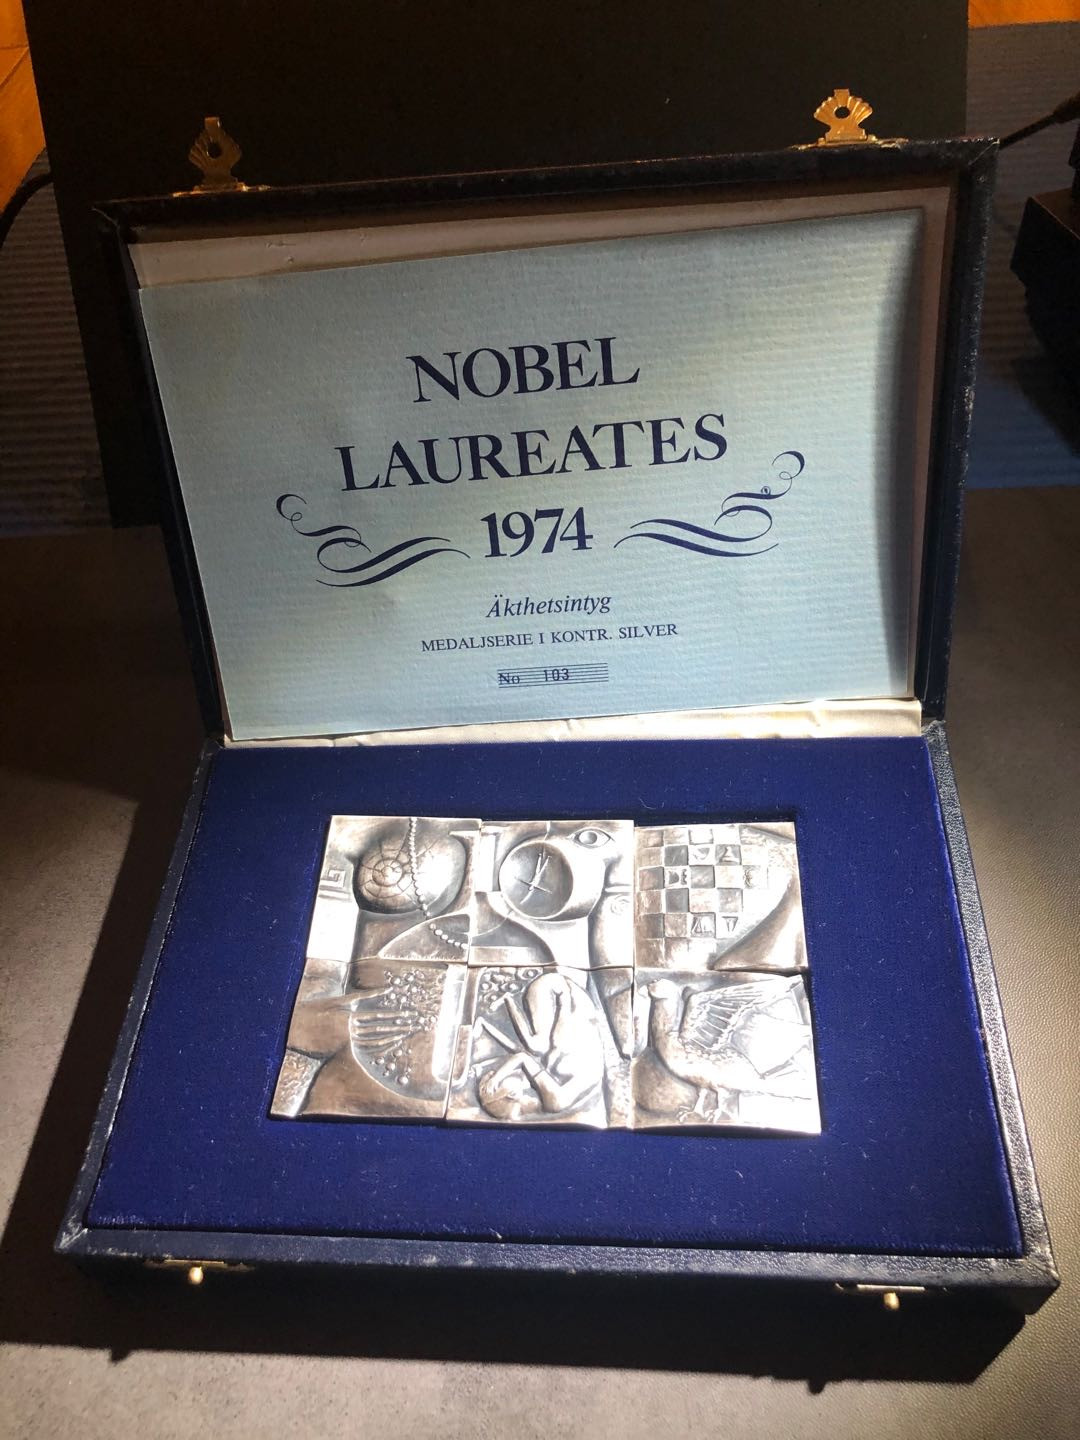 NOBEL
LAUREATES
1974
Äkthetsintyg
MEDALJSERIE I KONTR. SILVER
No 103